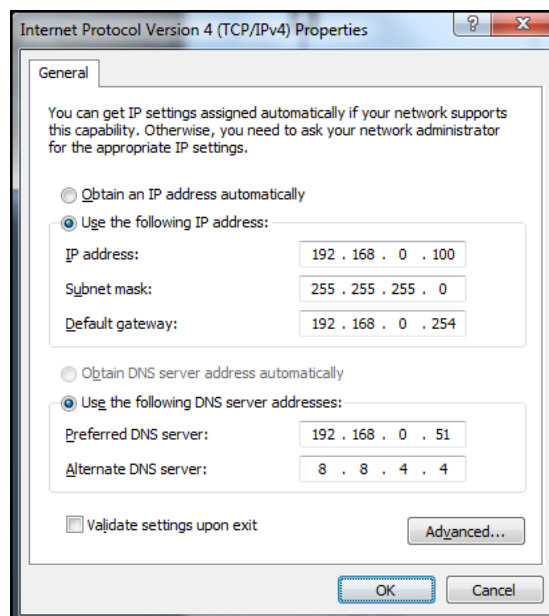 Internet Protocol Version 4 (TCP/IPv4) Properties
?
X
General
You can get IP settings assigned automatically if your network supports
this capability. Otherwise, you need to ask your network administrator
for the appropriate IP settings.
Obtain an IP address automatically
Use the following IP address:
IP address: 192 . 168 . 0 . 100
Subnet mask: 255 . 255 . 255 . 0
Default gateway: 192 . 168 . 0 . 254
Obtain DNS server address automatically
Use the following DNS server addresses:
Preferred DNS server: 192 . 168 . 0 . 51
Alternate DNS server: 8 . 8 . 4 . 4
Validate settings upon exit
Advanced...
OK Cancel